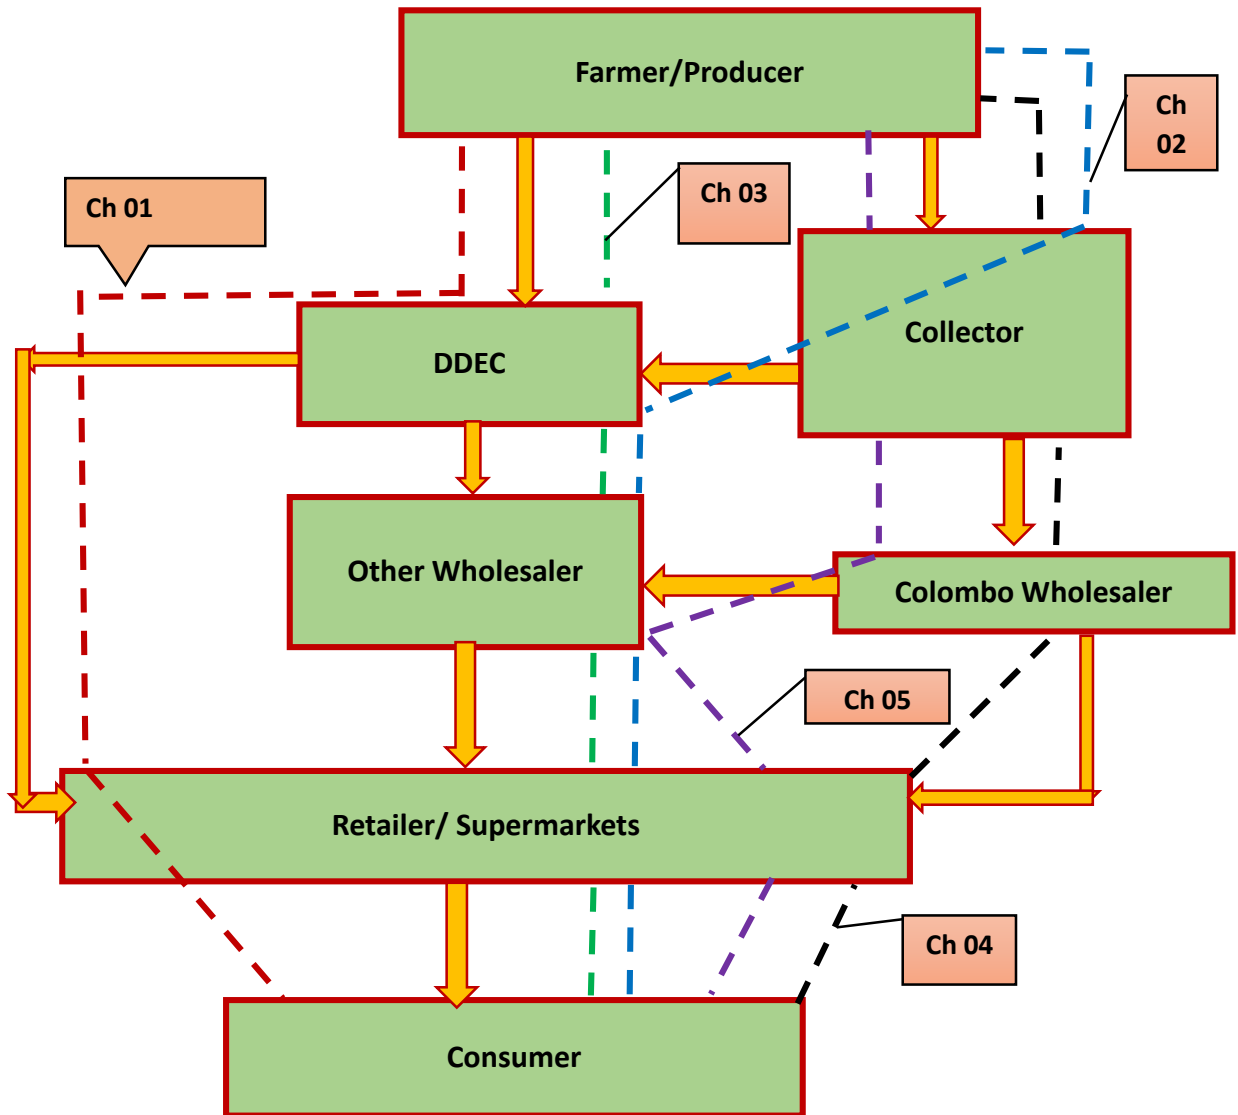 Farmer/Producer
Ch
02
Ch 03
Ch 01
Collector
DDEC
Other Wholesaler
Colombo Wholesaler
Ch 05
Retailer/ Supermarkets
Ch 04
Consumer